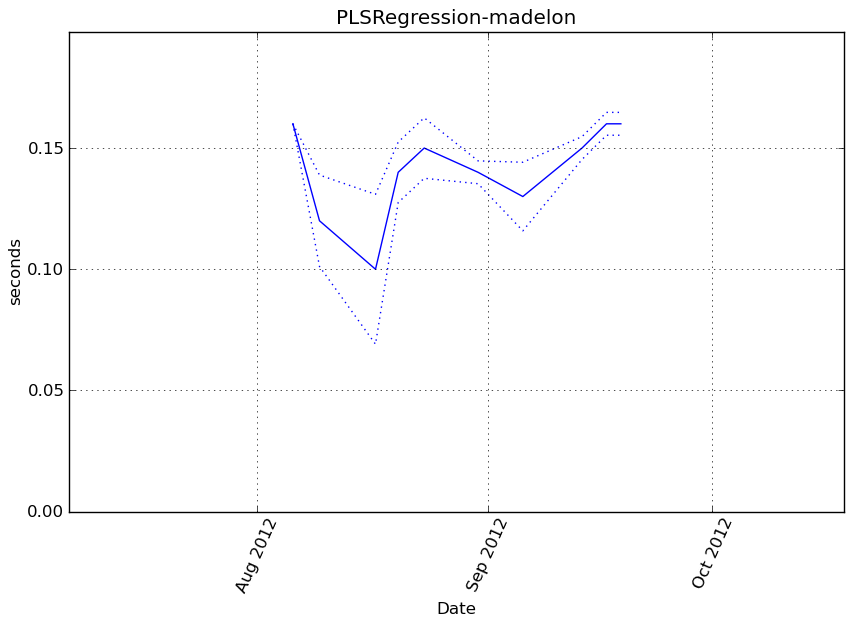 PLSRegression-madelon
seconds
0.15
0.10
0.05
0.00
Aug 2012
Sep 2012
Oct 2012
Date